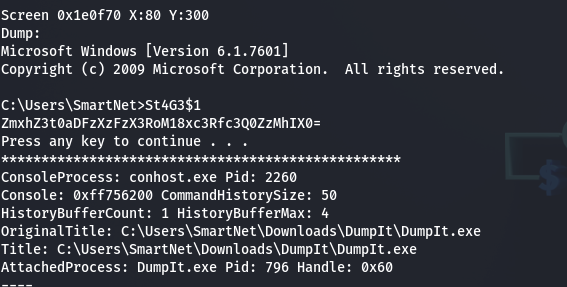 Screen 0x1e0f70 X:80 Y:300
Dump:
Microsoft Windows [Version 6.1.7601]
Copyright (c) 2009 Microsoft Corporation.  All rights reserved.
C:\Users\SmartNet>St4G3$1
ZmxhZ3t0aDFzXzFzX3RoM18xc3Rfc3Q0ZzMhIX0=
Press any key to continue . . .
**************************************************
ConsoleProcess: conhost.exe Pid: 2260
Console: 0xff756200 CommandHistorySize: 50
HistoryBufferCount: 1 HistoryBufferMax: 4
OriginalTitle: C:\Users\SmartNet\Downloads\DumpIt\DumpIt.exe
Title: C:\Users\SmartNet\Downloads\DumpIt\DumpIt.exe
AttachedProcess: DumpIt.exe Pid: 796 Handle: 0x60
----